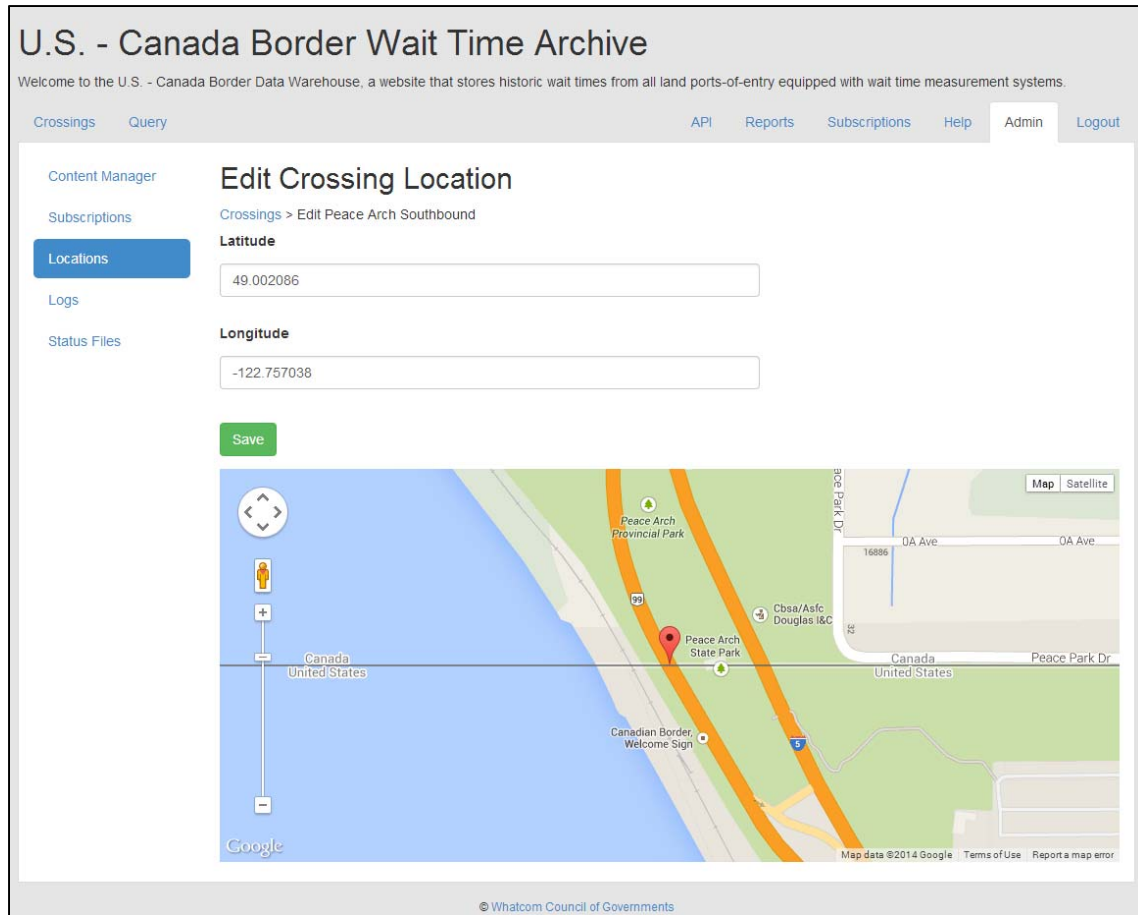 U.S. - Canada Border Wait Time Archive
Welcome to the U.S. - Canada Border Data Warehouse, a website that stores historic wait times from all land ports-of-entry equipped with wait time measurement systems.
Crossings Query API Reports Subscriptions Help Admin Logout
Content Manager
Subscriptions
Locations
Logs
Status Files
Edit Crossing Location
Crossings > Edit Peace Arch Southbound
Latitude
49.002086
Longitude
-122.757038
Save
Map Satellite
Peace Arch
Provincial Park
ace Park Dr
0A Ave
0A Ave
16886
99
Cbsa/Asfc
Douglas I&C
32
Peace Arch
State Park
Canada
United States
Canada
United States
Peace Park Dr
Canadian Border,
Welcome Sign
5
Google
Map data ©2014 Google Terms of Use Report a map error
© Whatcom Council of Governments